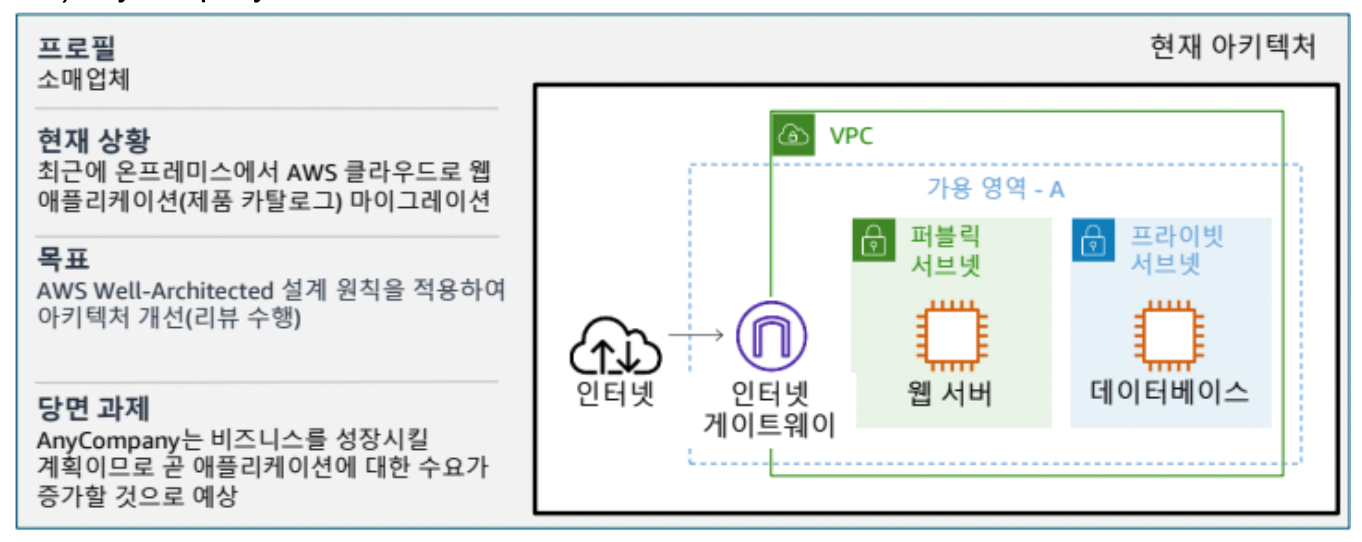 프로필
소매업체
현재 상황
최근에 온프레미스에서 AWS 클라우드로 웹
애플리케이션(제품 카탈로그) 마이그레이션
목표
AWS Well-Architected 설계 원칙을 적용하여
아키텍처 개선(리뷰 수행)
당면 과제
AnyCompany는 비즈니스를 성장시킬
계획이므로 곧 애플리케이션에 대한 수요가
증가할 것으로 예상
현재 아키텍처
VPC
가용 영역 - A
퍼블릭
서브넷
프라이빗
서브넷
인터넷
인터넷
게이트웨이
웹 서버
데이터베이스